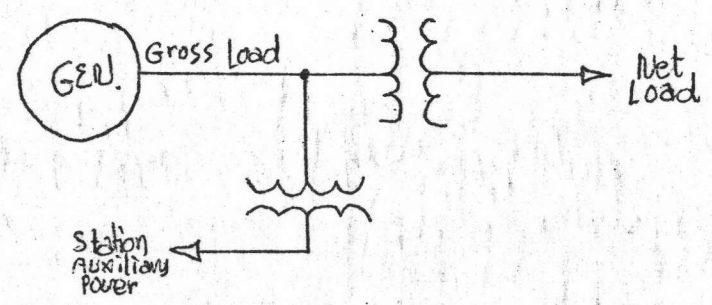 GEN.
Gross Load
Net
Load
Station
Auxiliary
Power